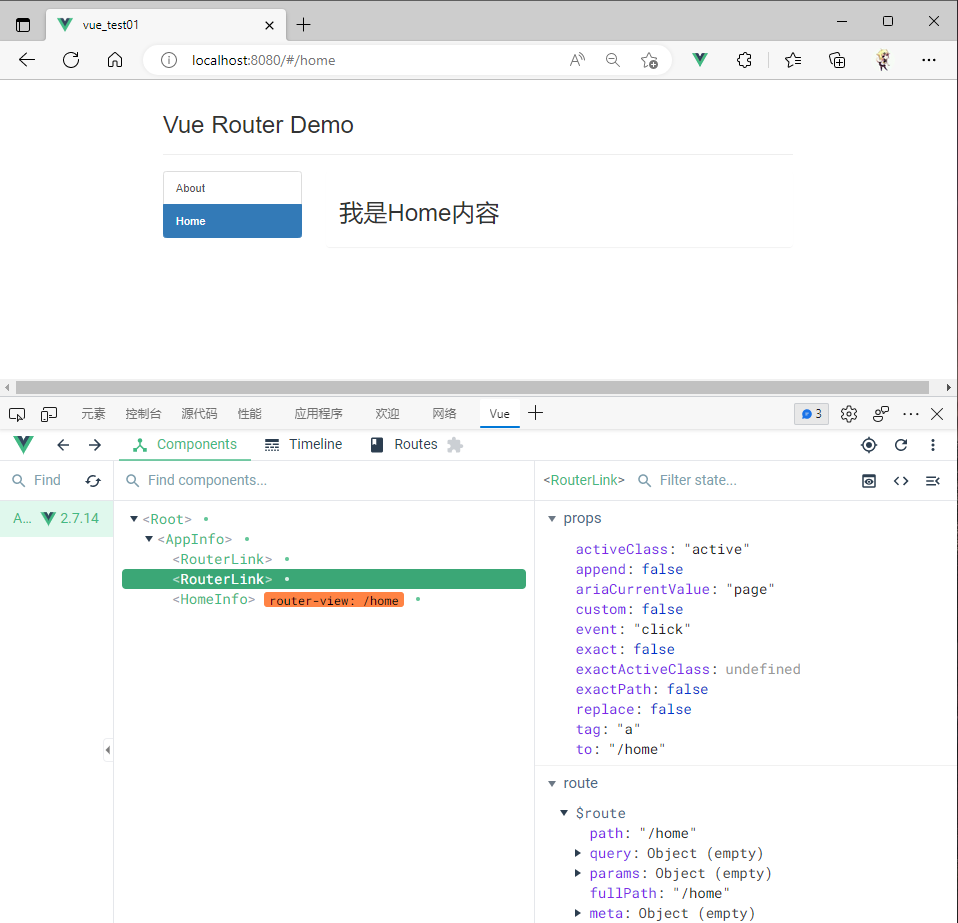 vue_test01
localhost:8080/#/home
Vue Router Demo
About
Home
我是Home内容
元素 控制台 源代码 性能 应用程序 欢迎 网络 Vue 3
Components Timeline Routes
Find Find components... <RouterLink> Filter state...
A... 2.7.14
<Root>
<AppInfo>
<RouterLink>
<RouterLink>
<HomeInfo> router-view: /home
props
activeClass: "active"
append: false
ariaCurrentValue: "page"
custom: false
event: "click"
exact: false
exactActiveClass: undefined
exactPath: false
replace: false
tag: "a"
to: "/home"
route
$route
path: "/home"
query: Object (empty)
params: Object (empty)
fullPath: "/home"
meta: Object (empty)